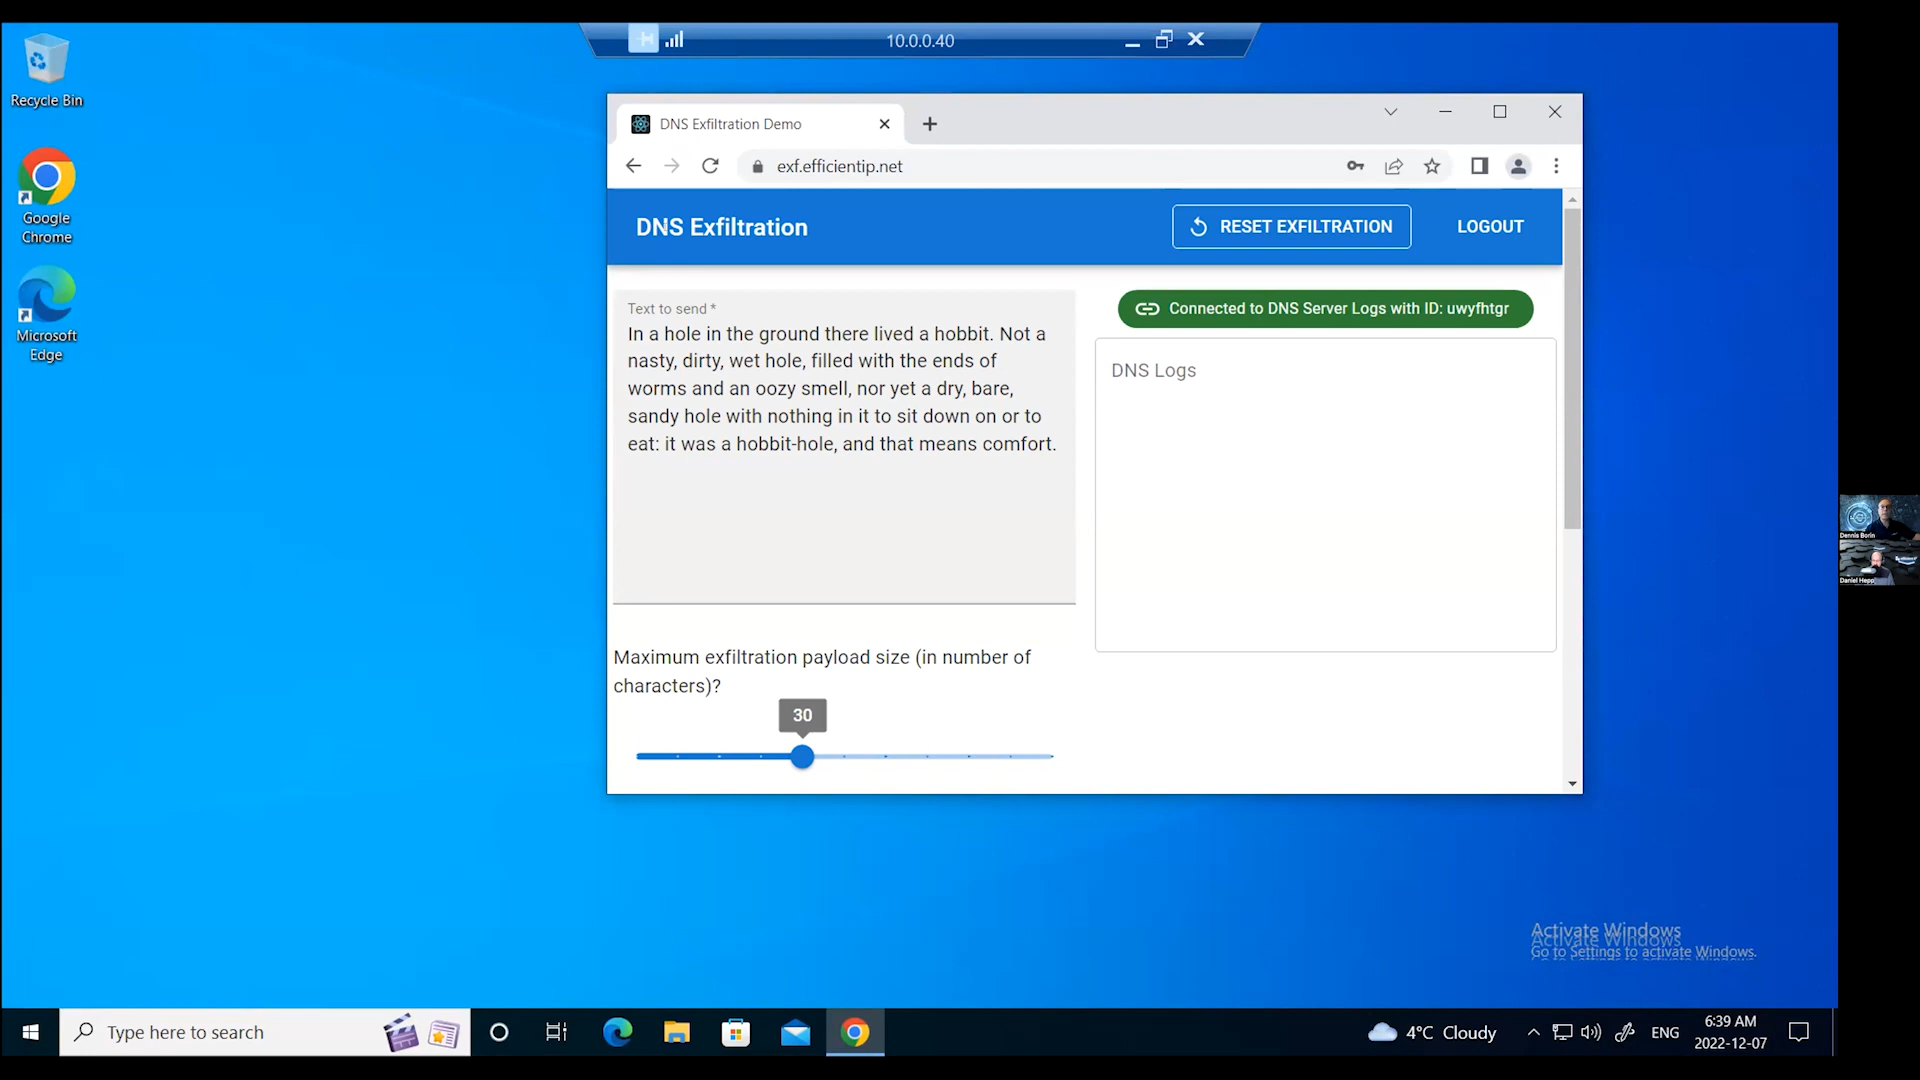 10.0.0.40
Recycle Bin
Google
Chrome
Microsoft
Edge
DNS Exfiltration Demo
exf.efficientip.net
DNS Exfiltration
RESET EXFILTRATION
LOGOUT
Text to send *
In a hole in the ground there lived a hobbit. Not a
nasty, dirty, wet hole, filled with the ends of
worms and an oozy smell, nor yet a dry, bare,
sandy hole with nothing in it to sit down on or to
eat: it was a hobbit-hole, and that means comfort.
Connected to DNS Server Logs with ID: uwyfhtgr
DNS Logs
Maximum exfiltration payload size (in number of
characters)?
30
Dennis Borin
Daniel Hepp
Activate Windows
Go to Settings to activate Windows.
Type here to search
4°C Cloudy
ENG
6:39 AM
2022-12-07